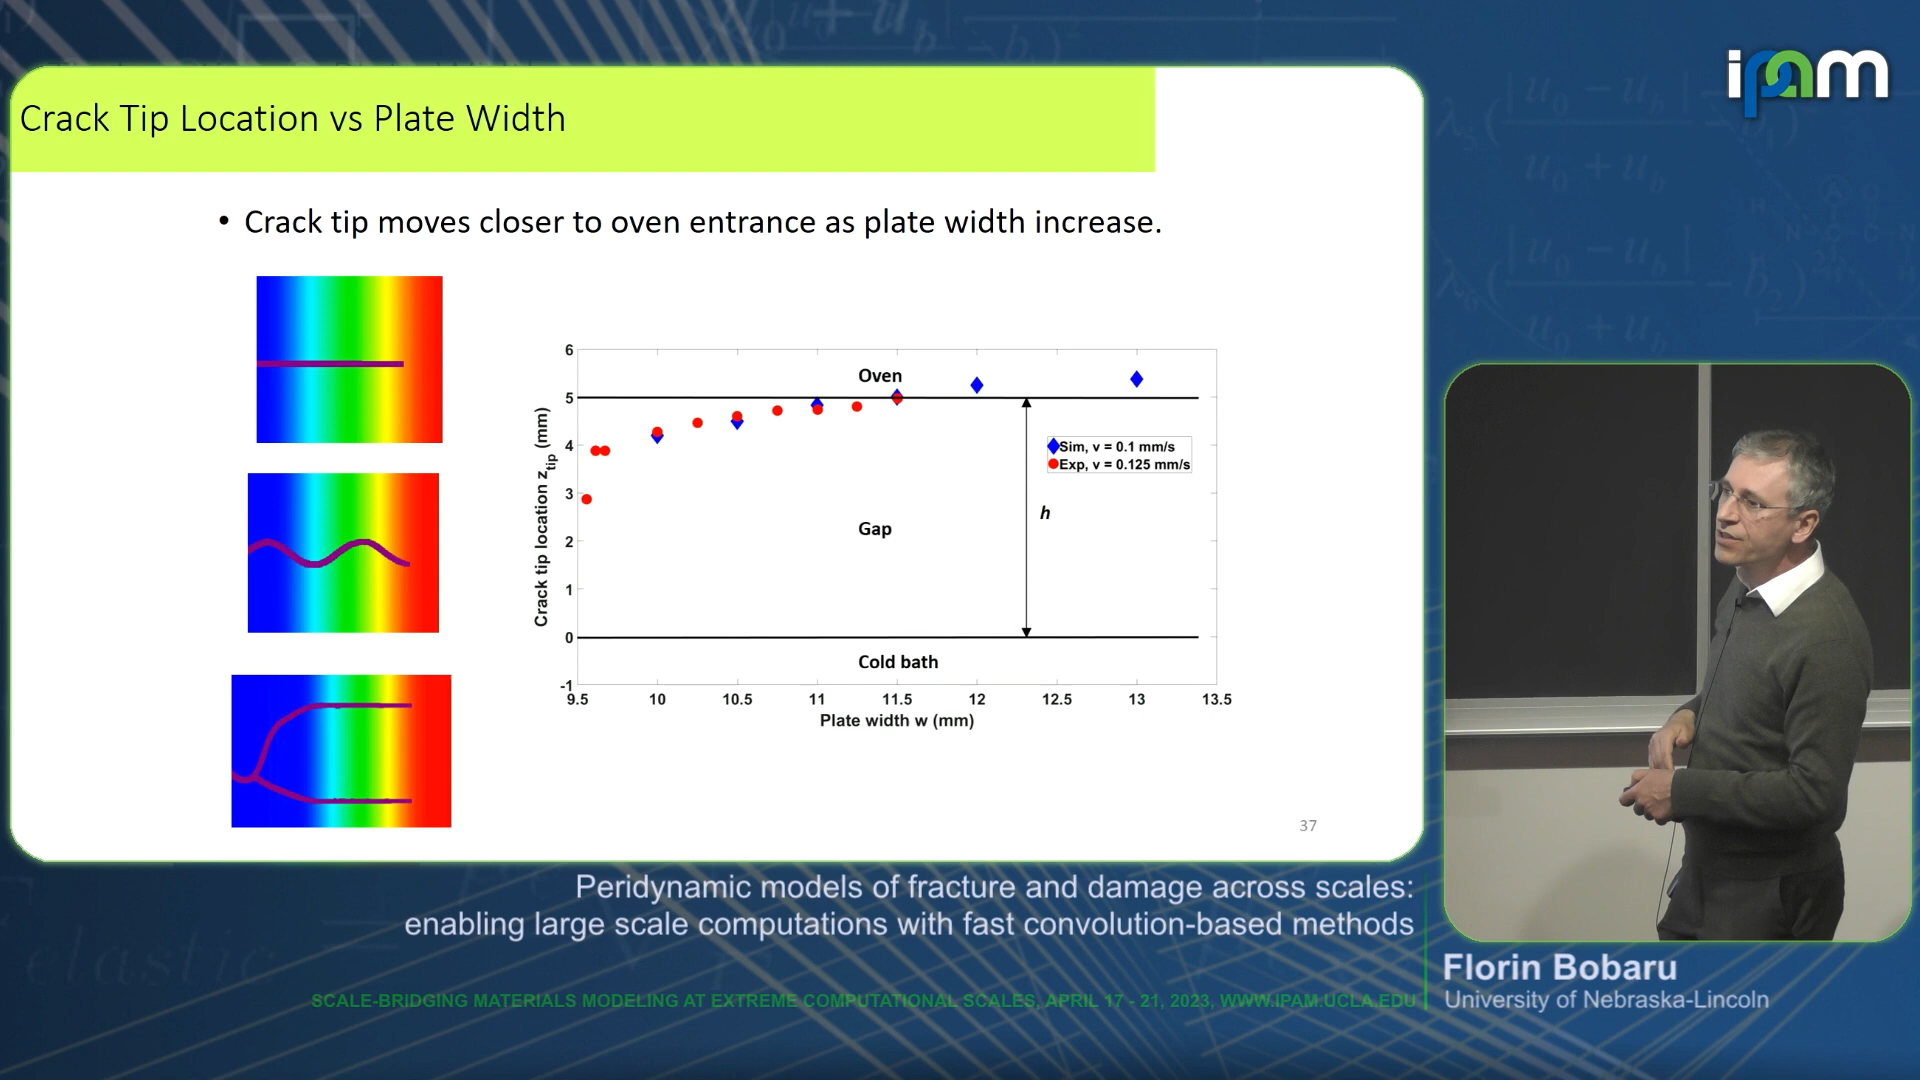 ipam
Crack Tip Location vs Plate Width
• Crack tip moves closer to oven entrance as plate width increase.
6
5
4
3
2
1
0
-1
Crack tip location z_tip (mm)
Oven
Sim, v = 0.1 mm/s
Exp, v = 0.125 mm/s
h
Gap
Cold bath
9.5 10 10.5 11 11.5 12 12.5 13 13.5
Plate width w (mm)
37
Peridynamic models of fracture and damage across scales:
enabling large scale computations with fast convolution-based methods
Florin Bobaru
University of Nebraska-Lincoln
SCALE-BRIDGING MATERIALS MODELING AT EXTREME COMPUTATIONAL SCALES, APRIL 17 - 21, 2023, WWW.IPAM.UCLA.EDU
elastic